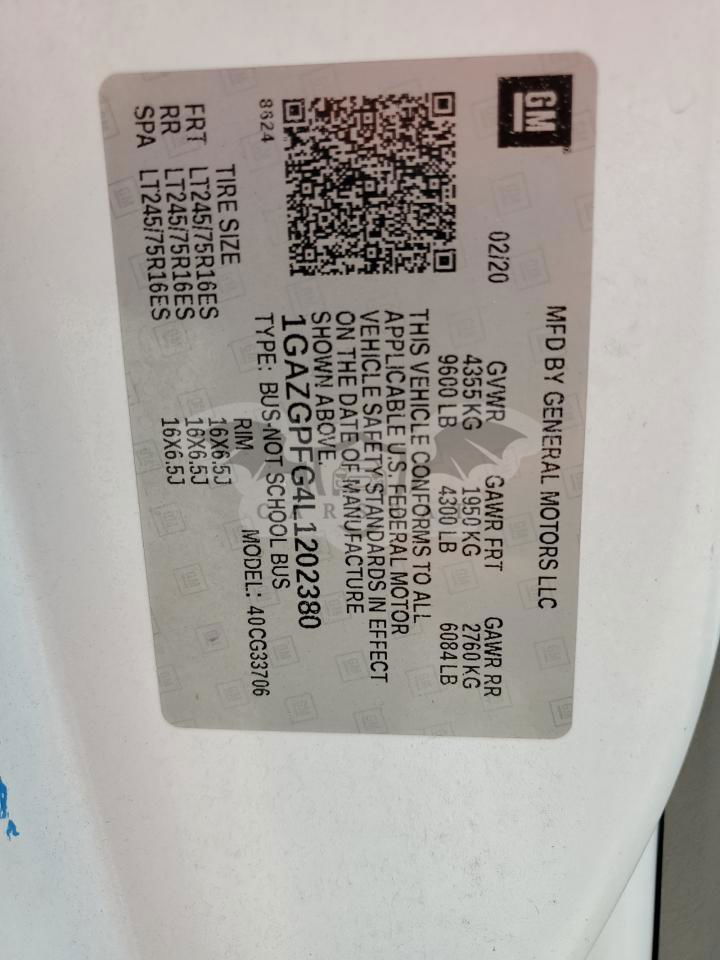 GM
MFD BY GENERAL MOTORS LLC
02/20
GVWR GAWR FRT GAWR RR
4355 KG 1950 KG 2760 KG
9600 LB 4300 LB 6084 LB
THIS VEHICLE CONFORMS TO ALL
APPLICABLE U.S. FEDERAL MOTOR
VEHICLE SAFETY STANDARDS IN EFFECT
ON THE DATE OF MANUFACTURE
SHOWN ABOVE.
1GAZGPFG4L1202380
TYPE: BUS-NOT SCHOOL BUS
MODEL: 40CG33706
8624
TIRE SIZE RIM
FRT LT245/75R16ES 16X6.5J
RR LT245/75R16ES 16X6.5J
SPA LT245/75R16ES 16X6.5J